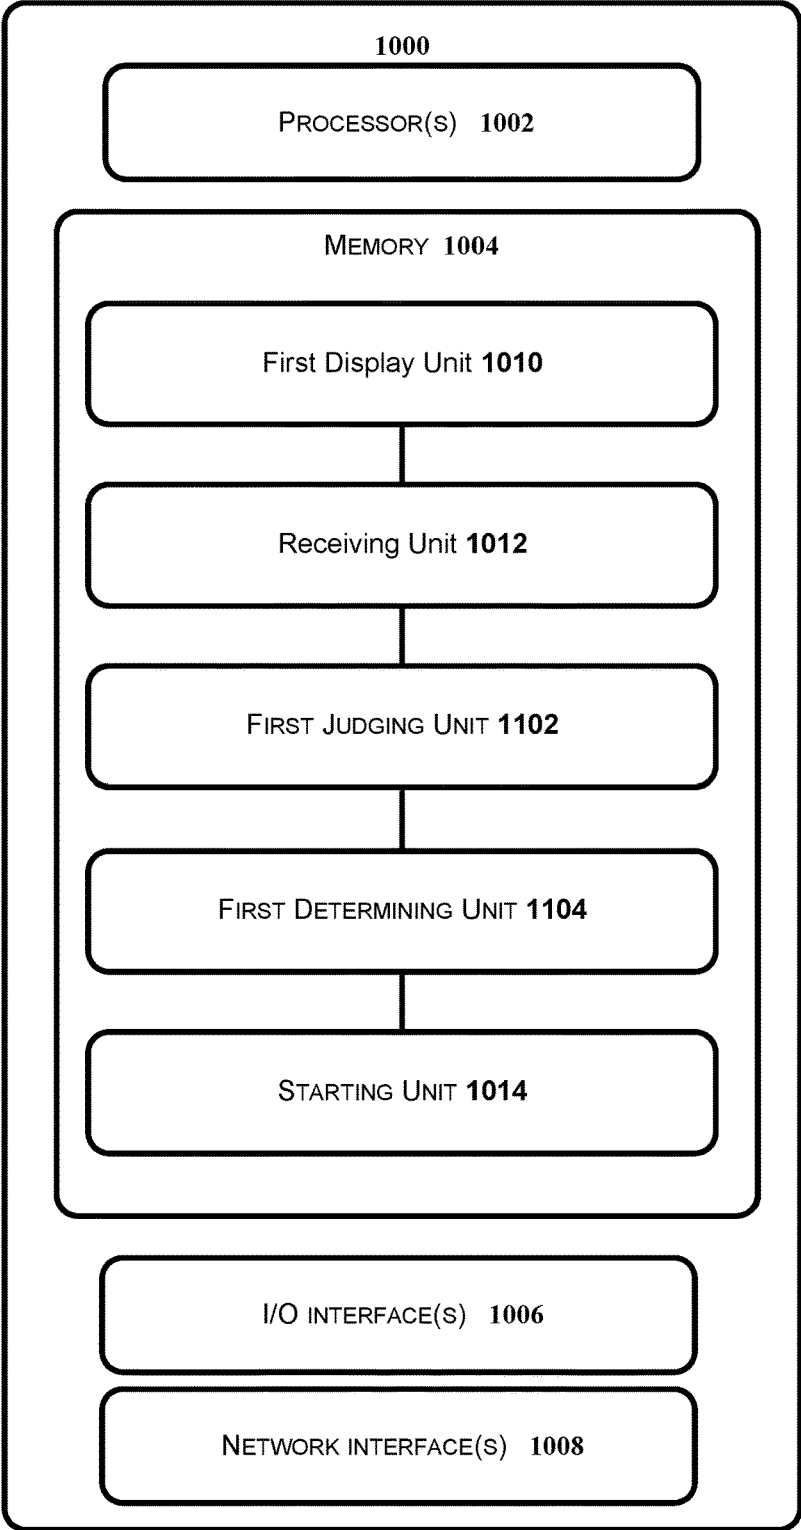 1000
PROCESSOR(S) 1002
MEMORY 1004
First Display Unit 1010
Receiving Unit 1012
FIRST JUDGING UNIT 1102
FIRST DETERMINING UNIT 1104
STARTING UNIT 1014
I/O INTERFACE(S) 1006
NETWORK INTERFACE(S) 1008